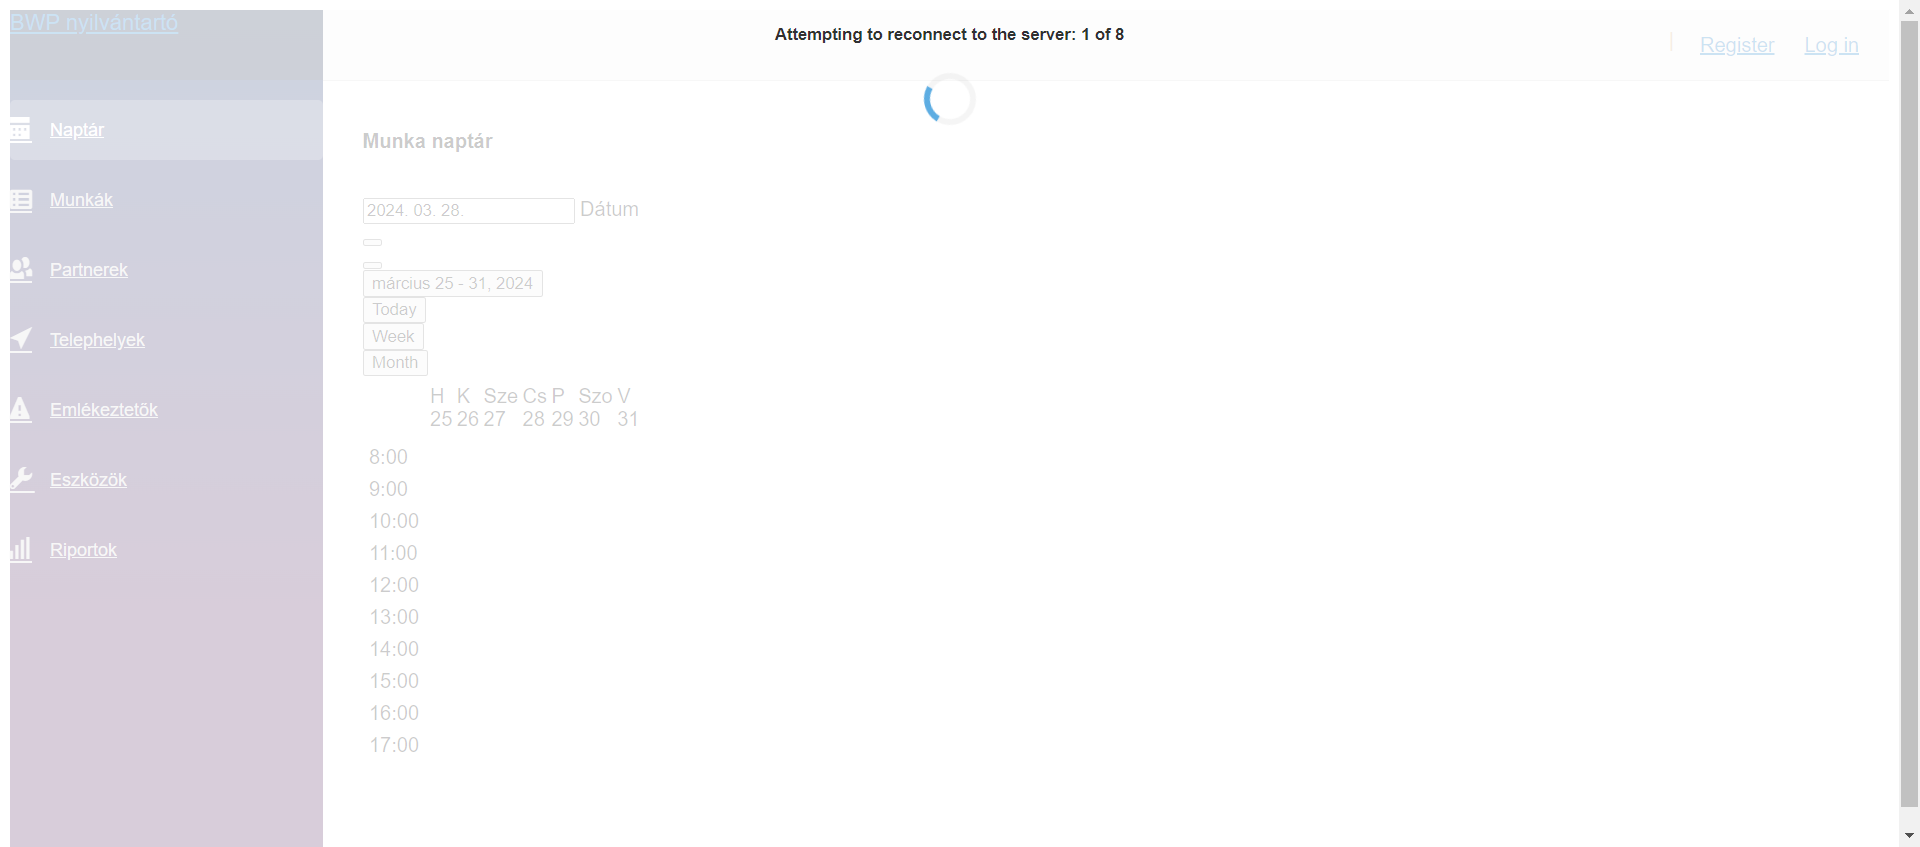 BWP nyilvántartó
Attempting to reconnect to the server: 1 of 8
Register
Log in
Naptár
Munkák
Partnerek
Telephelyek
Emlékeztetök
Eszközök
Riportok
Munka naptár
2024. 03. 28. Dátum
március 25 - 31, 2024
Today
Week
Month
H K Sze Cs P Szo V
25 26 27 28 29 30 31
8:00
9:00
10:00
11:00
12:00
13:00
14:00
15:00
16:00
17:00